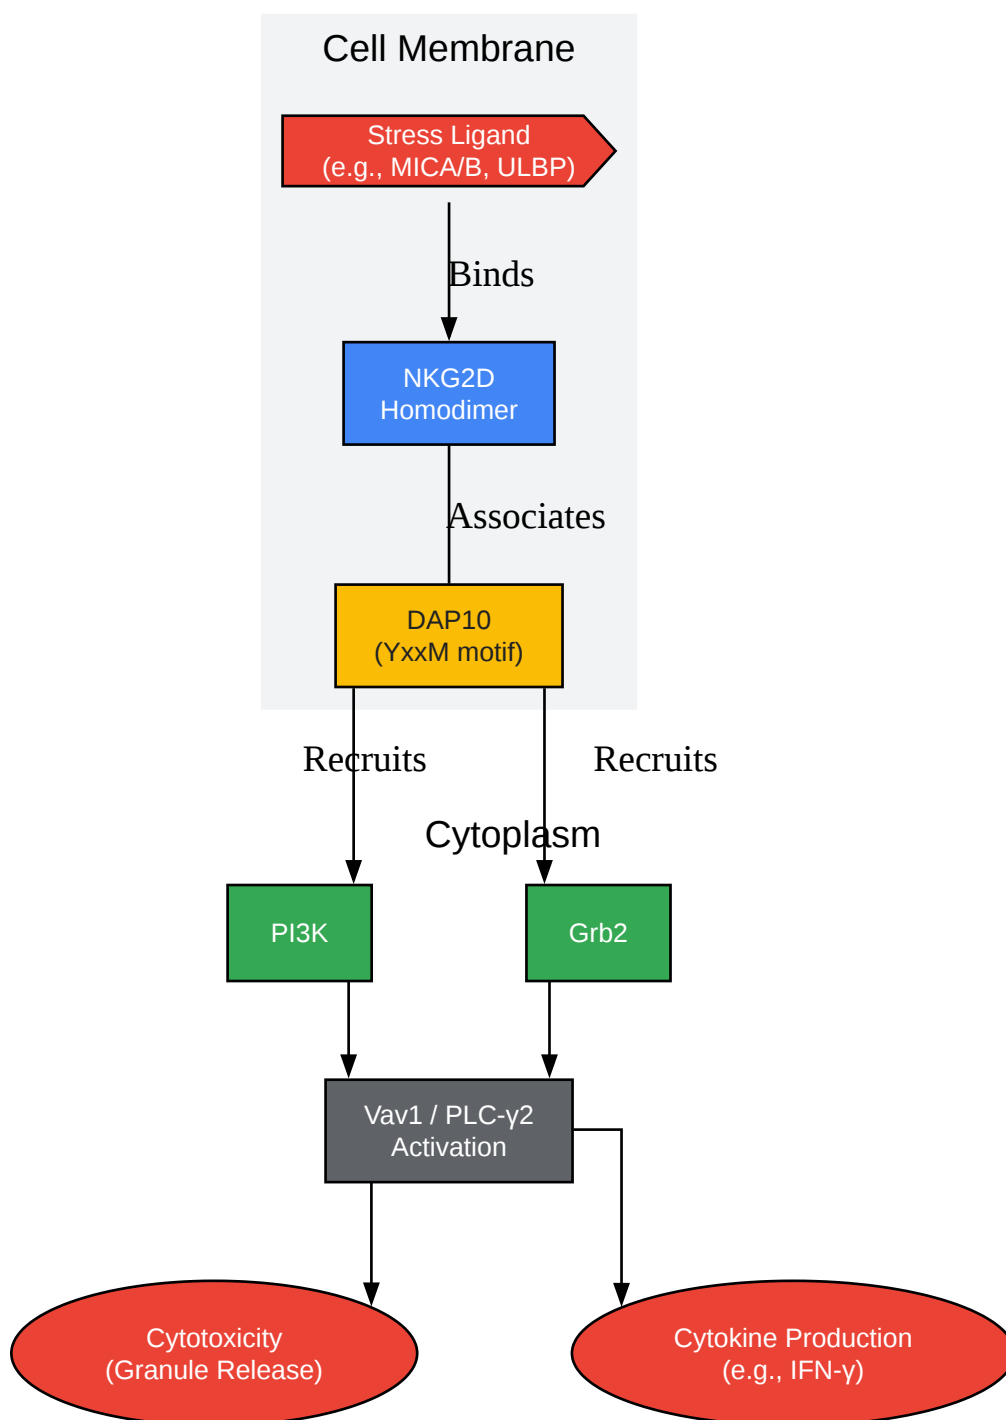 Cell Membrane
Stress Ligand
(e.g., MICA/B, ULBP)
Binds
NKG2D
Homodimer
Associates
DAP10
(YxxM motif)
Recruits
Recruits
Cytoplasm
PI3K
Grb2
Vav1 / PLC-γ2
Activation
Cytotoxicity
(Granule Release)
Cytokine Production
(e.g., IFN-γ)